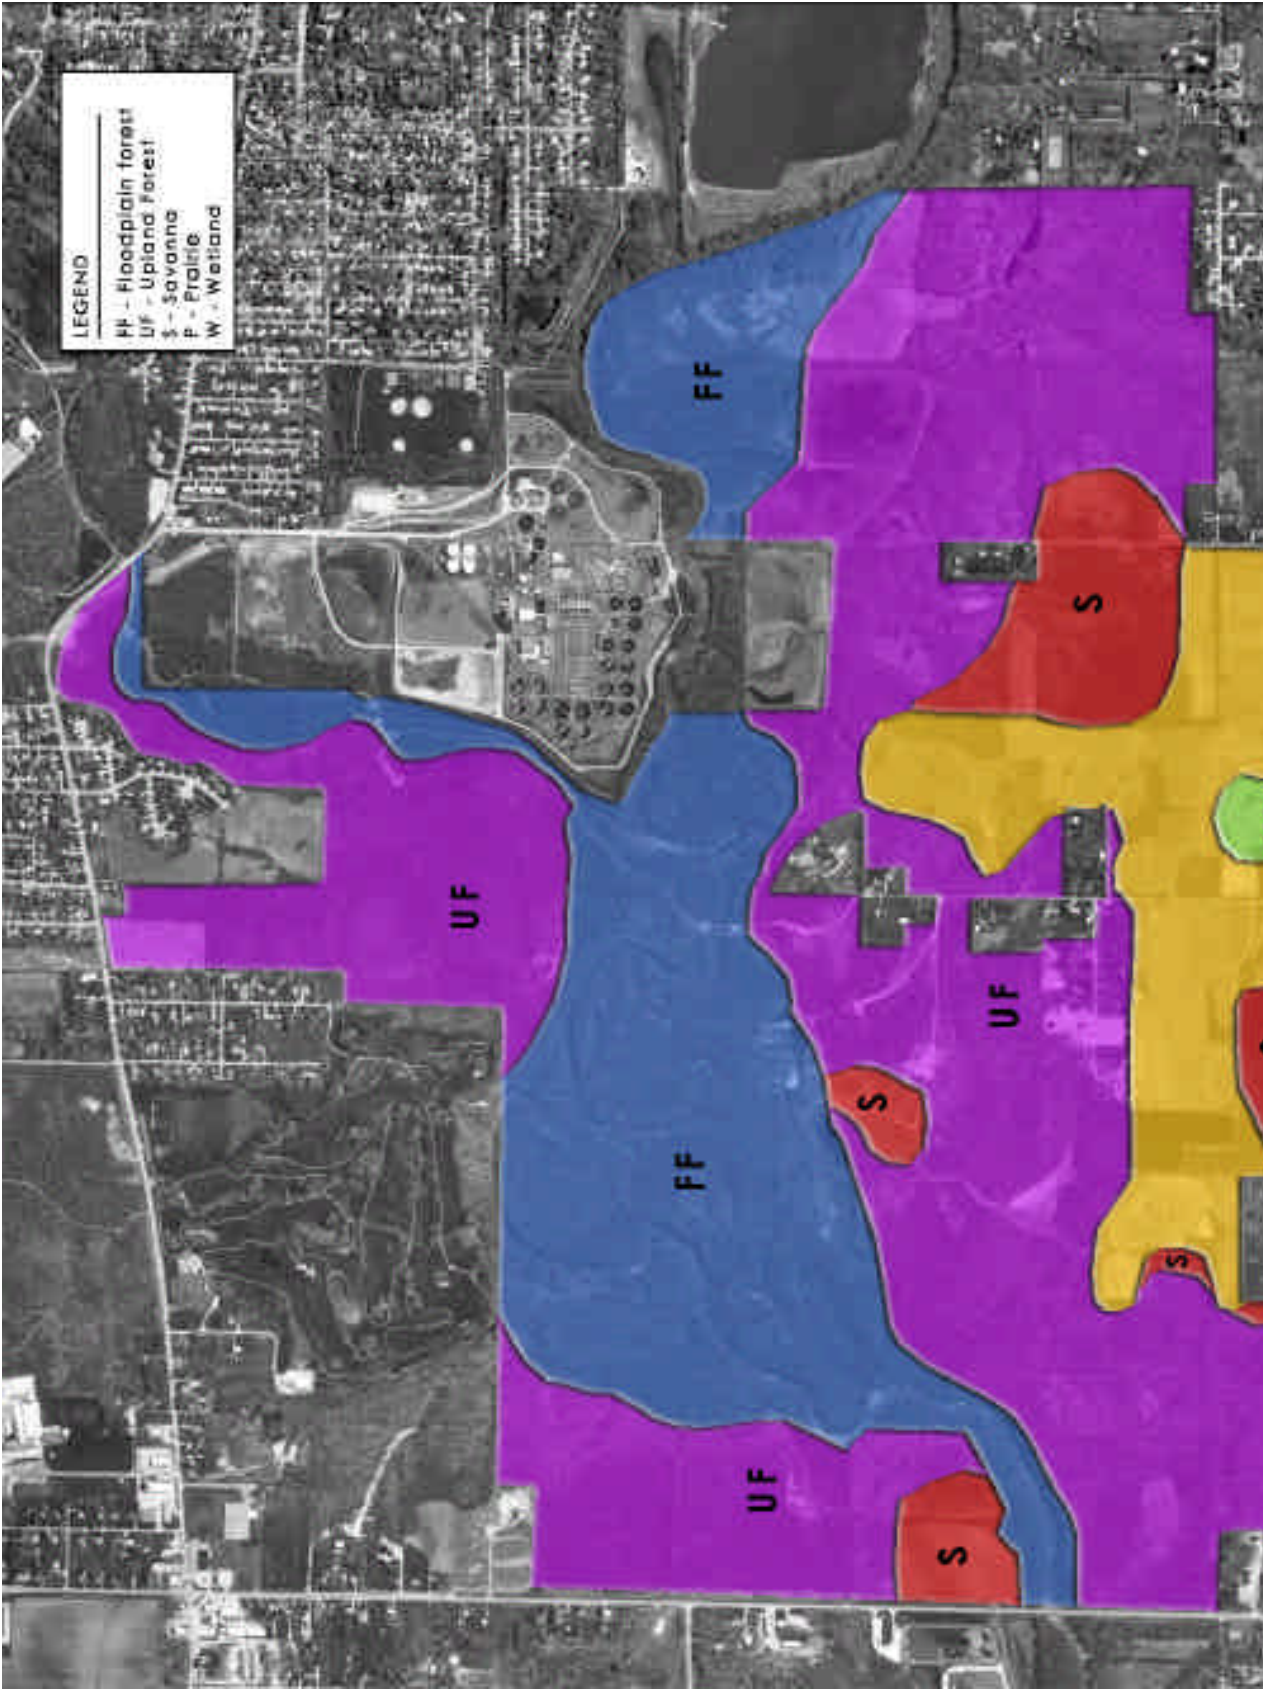 LEGEND
FF - Floodplain forest
UF - Upland Forest
S - Savanna
P - Prairie
W - Wetland
UF
FF
UF
FF
UF
S
S
S
S